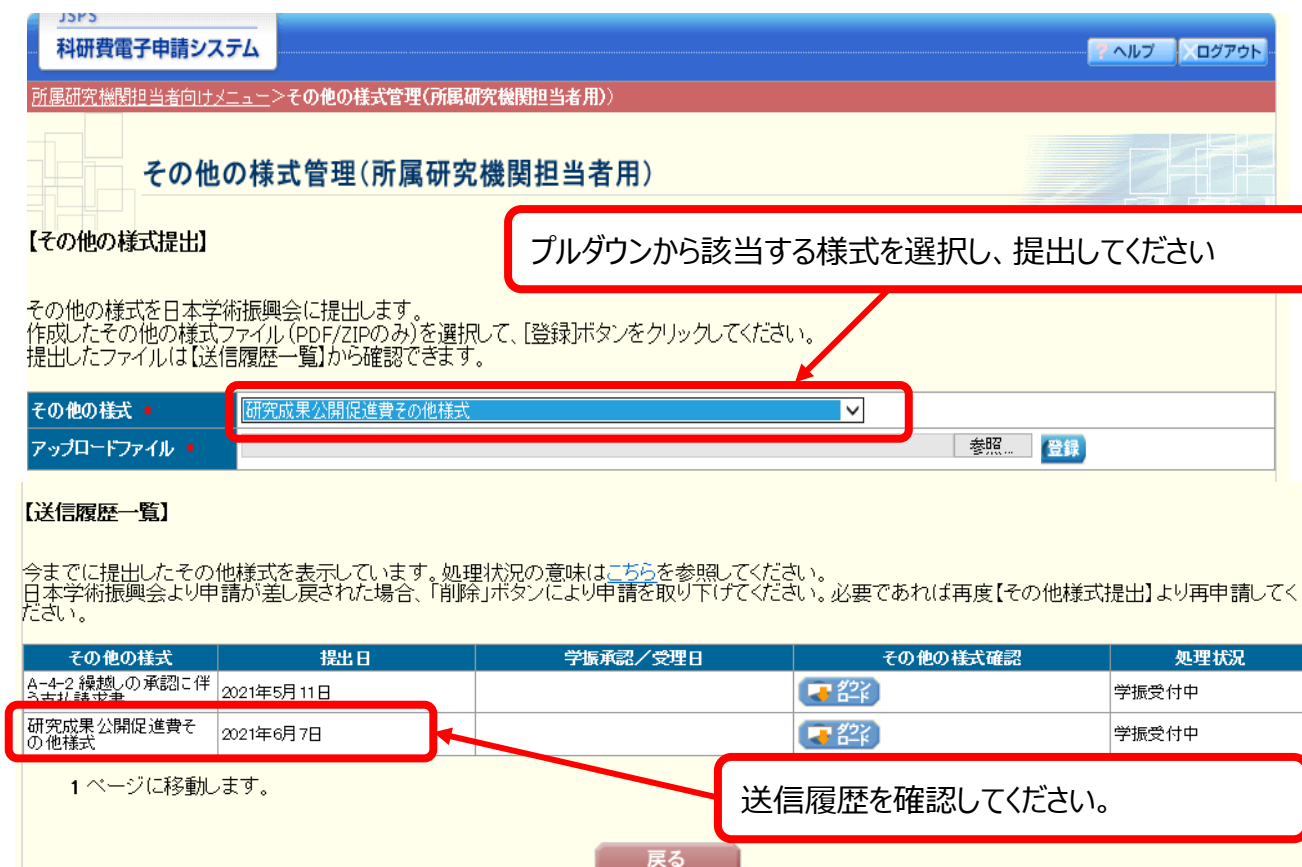 JSPS
科研費電子申請システム
? ヘルプ
×ログアウト
所属研究機関担当者向けメニュー>その他の様式管理(所属研究機関担当者用))
その他の様式管理(所属研究機関担当者用)
【その他の様式提出】
プルダウンから該当する様式を選択し、提出してください
その他の様式を日本学術振興会に提出します。
作成したその他の様式ファイル(PDF/ZIPのみ)を選択して、[登録]ボタンをクリックしてください。
提出したファイルは【送信履歴一覧】から確認できます。
その他の様式 *
研究成果公開促進費その他様式
アップロードファイル *
参照...
登録
【送信履歴一覧】
今までに提出したその他様式を表示しています。処理状況の意味はこちらを参照してください。
日本学術振興会より申請が差し戻された場合、「削除」ボタンにより申請を取り下げてください。必要であれば再度【その他様式提出】より再申請してく
ださい。
その他の様式 提出日 学振承認/受理日 その他の様式確認 処理状況
A-4-2 繰越しの承認に伴
う支払請求書
2021年5月11日
ダウン
ロード
学振受付中
研究成果公開促進費そ
の他様式
2021年6月7日
ダウン
ロード
学振受付中
1 ページに移動します。
送信履歴を確認してください。
戻る